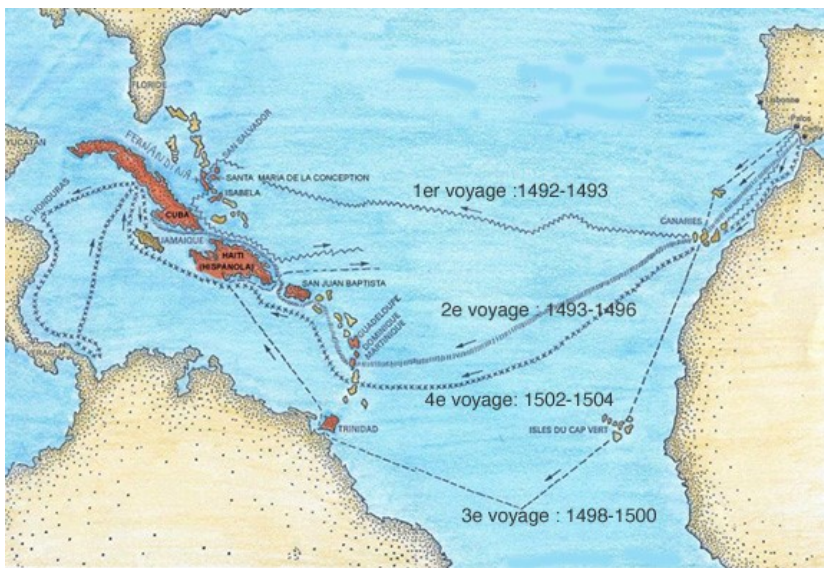 FLORIDE
Lisbonne
Palos
YUCATAN
FERNANDINA
SAN SALVADOR
SANTA MARIA DE LA CONCEPTION
ISABELA
1er voyage :1492-1493
C. HONDURAS
CUBA
CANARIES
JAMAIQUE
HAITI
(HISPANOLA)
SAN JUAN BAPTISTA
2e voyage : 1493-1496
GUADELOUPE
DOMINIQUE
MARTINIQUE
4e voyage: 1502-1504
TRINIDAD
ISLES DU CAP VERT
3e voyage : 1498-1500